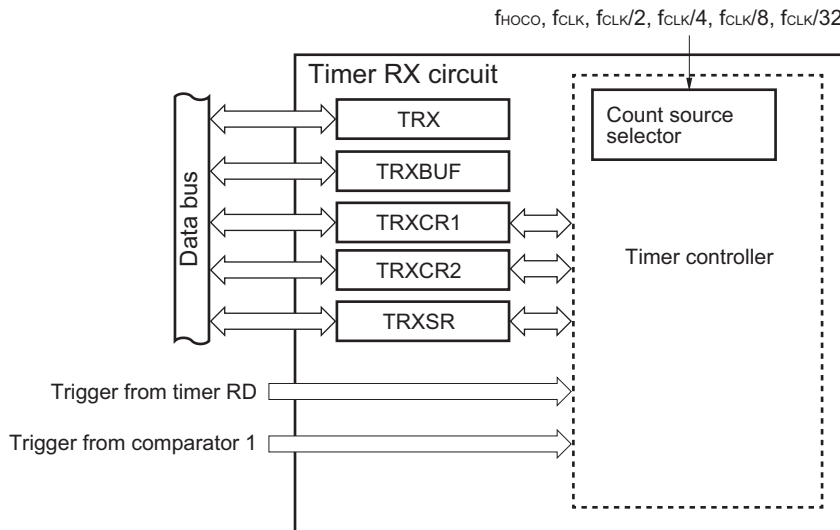 fHOCO, fCLK, fCLK/2, fCLK/4, fCLK/8, fCLK/32
Timer RX circuit
Count source
selector
TRX
TRXBUF
TRXCR1
TRXCR2
TRXSR
Data bus
Timer controller
Trigger from timer RD
Trigger from comparator 1